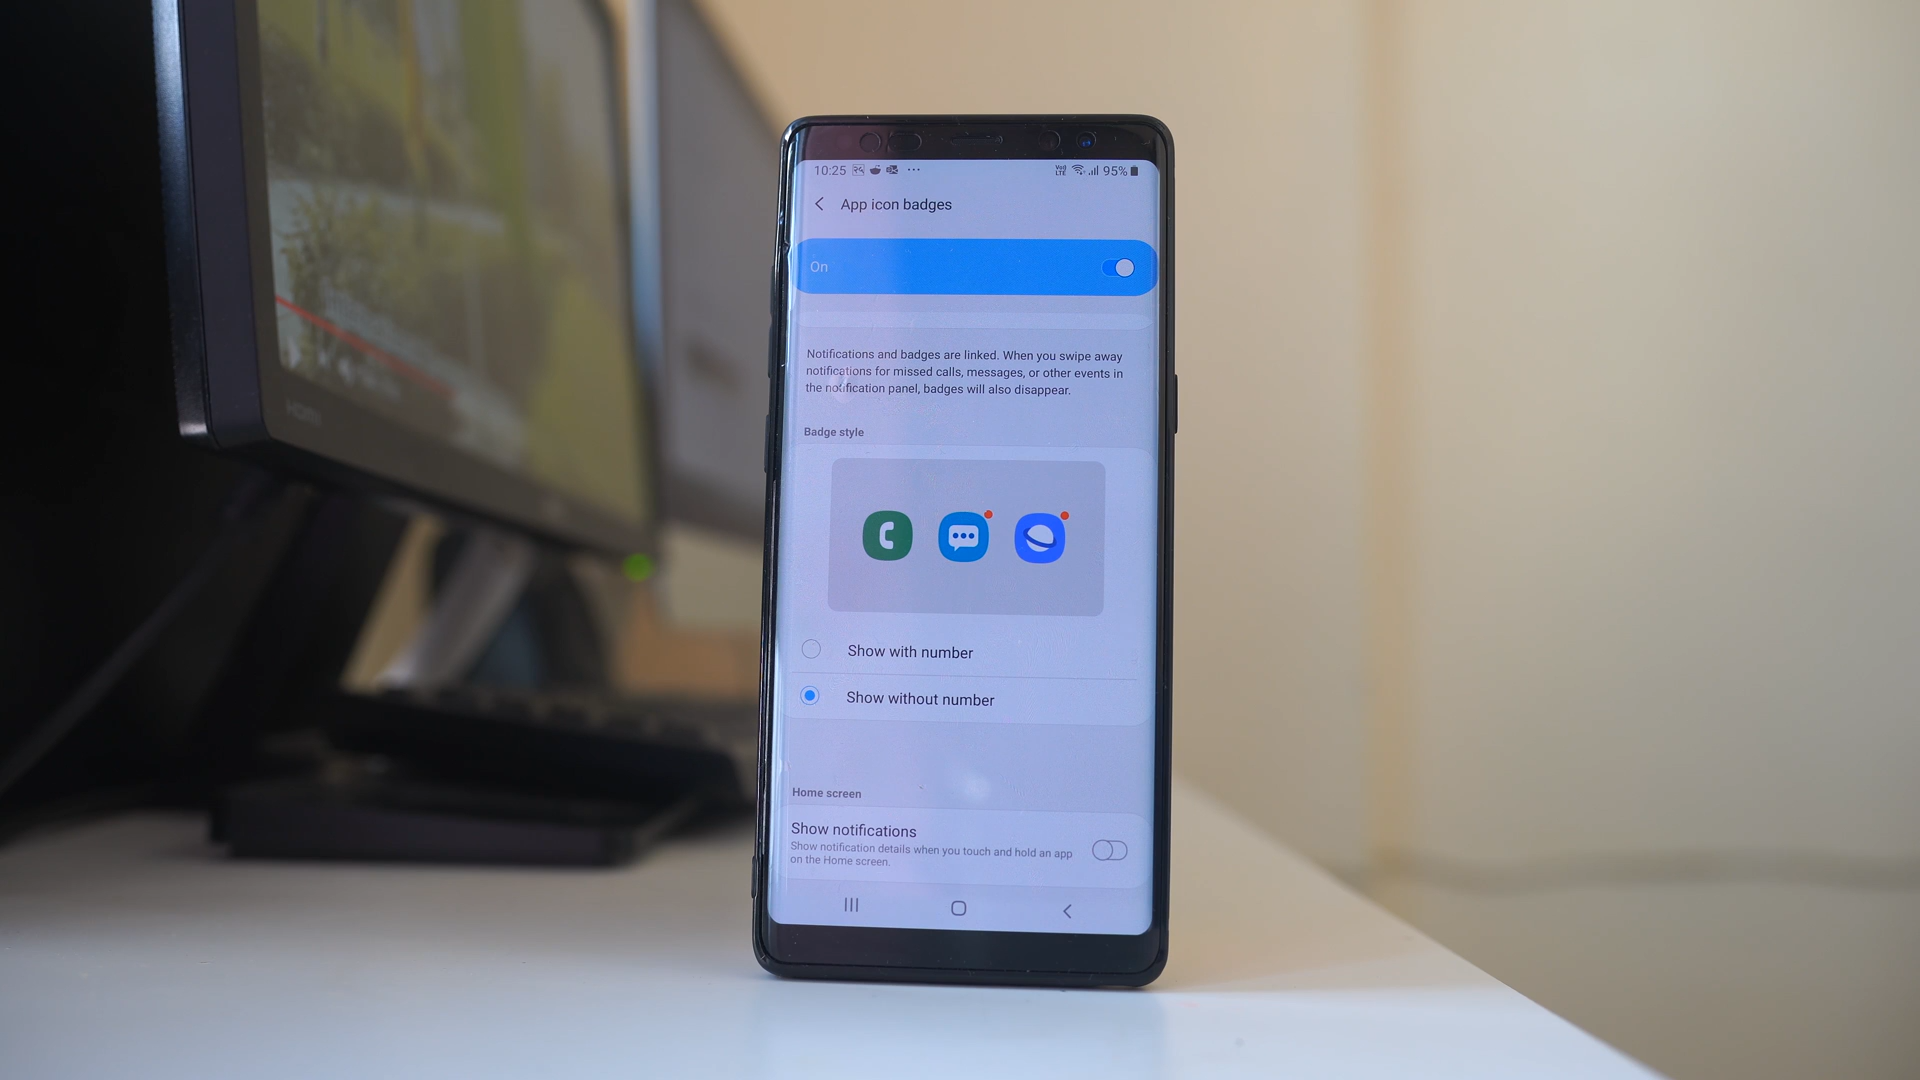 10:25 ••• Vo) LTE 95%
App icon badges
On
Notifications and badges are linked. When you swipe away
notifications for missed calls, messages, or other events in
the notification panel, badges will also disappear.
Badge style
Show with number
Show without number
Home screen
Show notifications
Show notification details when you touch and hold an app
on the Home screen.
HDMI